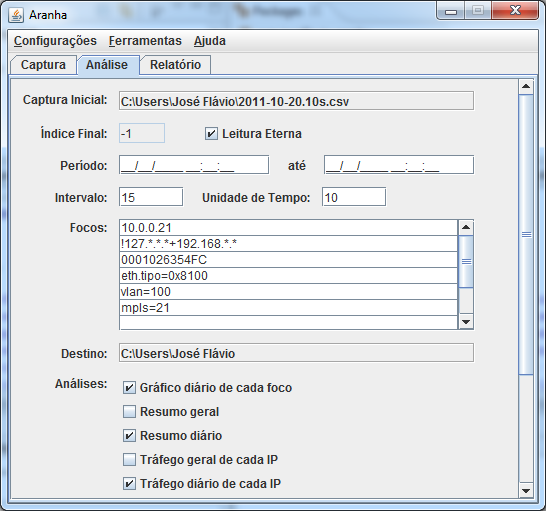 Aranha
Configurações Ferramentas Ajuda
Captura Análise Relatório
Captura Inicial: C:\Users\José Flávio\2011-10-20.10s.csv
Índice Final: -1 Leitura Eterna
Período: __/__/____ __:__:__ até __/__/____ __:__:__
Intervalo: 15 Unidade de Tempo: 10
Focos: 10.0.0.21
!127.*.*.*+192.168.*.*
0001026354FC
eth.tipo=0x8100
vlan=100
mpls=21
Destino: C:\Users\José Flávio
Análises: Gráfico diário de cada foco
Resumo geral
Resumo diário
Tráfego geral de cada IP
Tráfego diário de cada IP